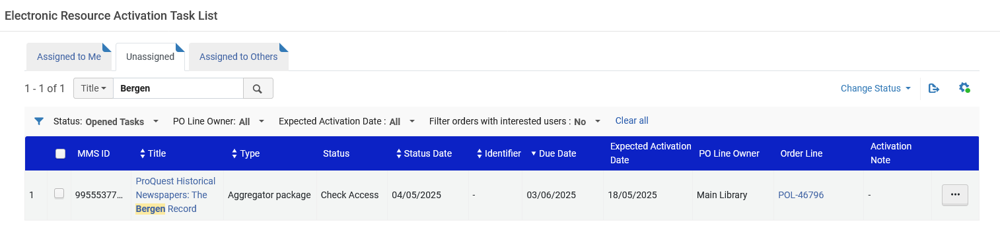 Electronic Resource Activation Task List
Assigned to Me
Unassigned
Assigned to Others
1 - 1 of 1
Title
Bergen
Change Status
Status: Opened Tasks
PO Line Owner: All
Expected Activation Date : All
Filter orders with interested users : No
Clear all
MMS ID
Title
Type
Status
Status Date
Identifier
Due Date
Expected Activation
Date
PO Line Owner
Order Line
Activation
Note
1
99555377...
ProQuest Historical
Newspapers: The
Bergen Record
Aggregator package
Check Access
04/05/2025
-
03/06/2025
18/05/2025
Main Library
POL-46796
-